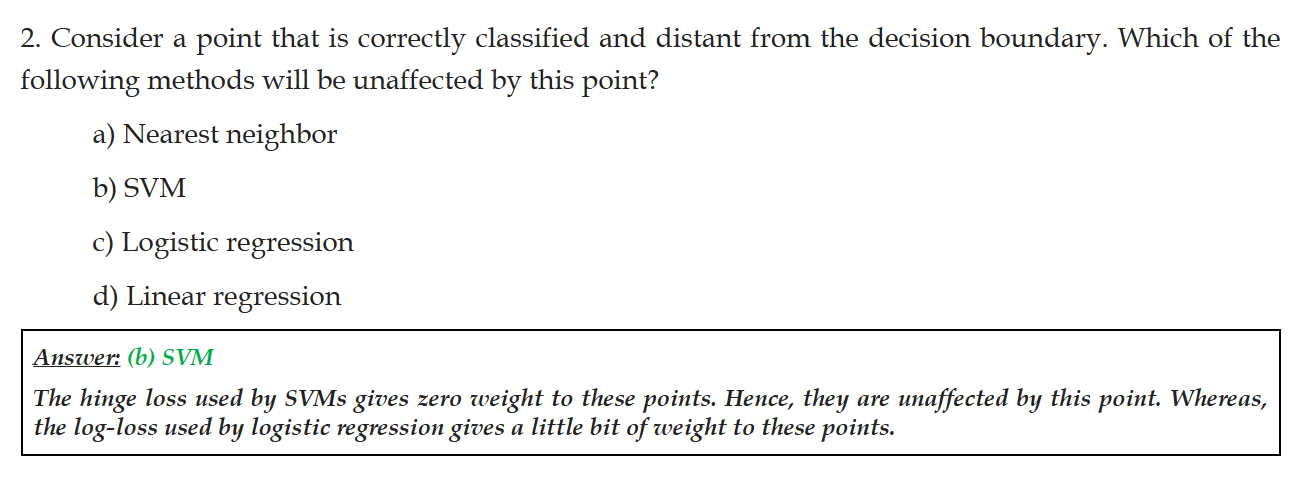 2. Consider a point that is correctly classified and distant from the decision boundary. Which of the
following methods will be unaffected by this point?
a) Nearest neighbor
b) SVM
c) Logistic regression
d) Linear regression
Answer: (b) SVM
The hinge loss used by SVMs gives zero weight to these points. Hence, they are unaffected by this point. Whereas,
the log-loss used by logistic regression gives a little bit of weight to these points.